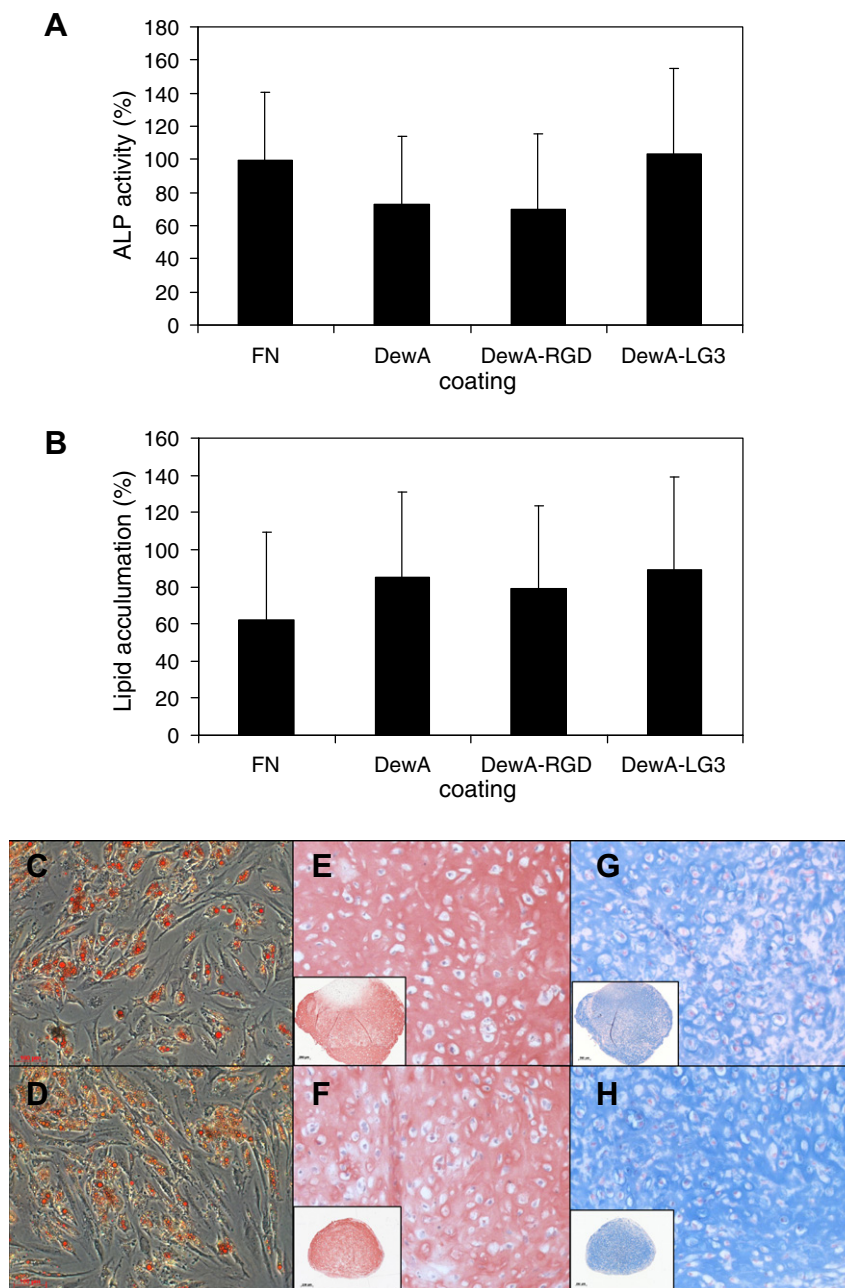 A
ALP activity (%)
180
160
140
120
100
80
60
40
20
0
FN DewA DewA-RGD DewA-LG3
coating
B
Lipid acculumation (%)
160
140
120
100
80
60
40
20
0
FN DewA DewA-RGD DewA-LG3
coating
C E G
D F H